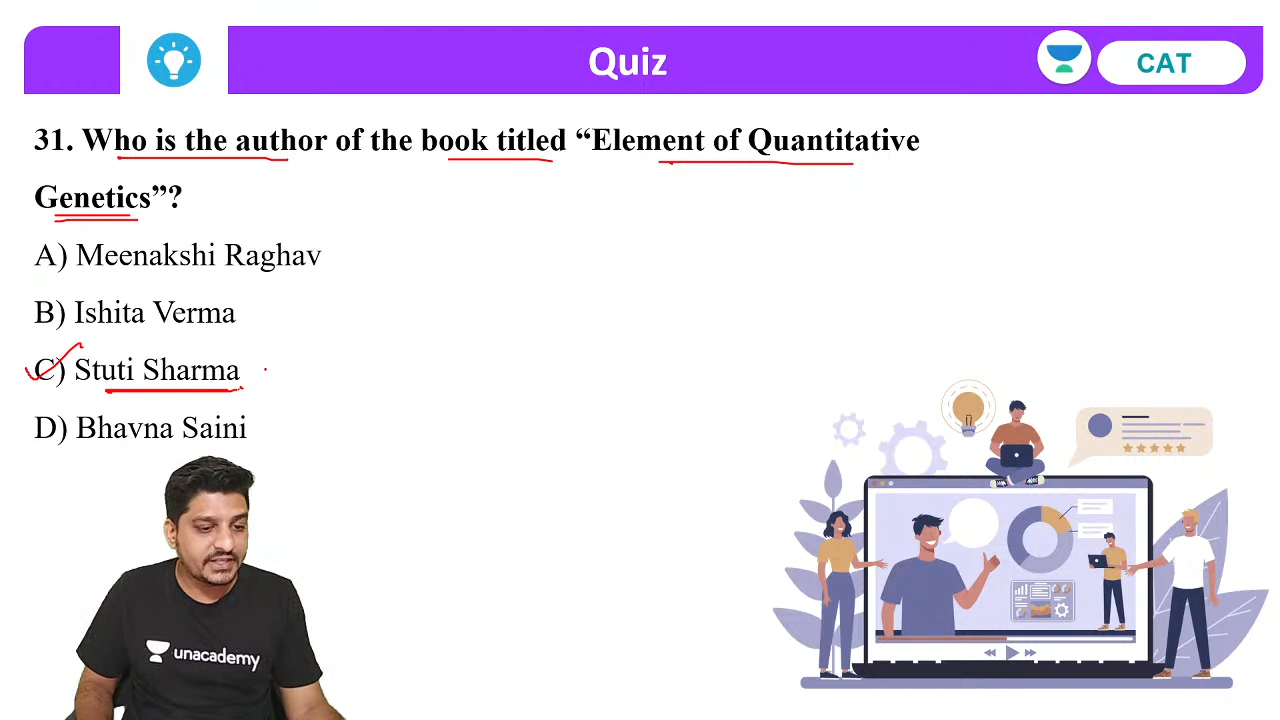 Quiz
CAT
31. Who is the author of the book titled “Element of Quantitative
Genetics”?
A) Meenakshi Raghav
B) Ishita Verma
C) Stuti Sharma
D) Bhavna Saini
unacademy